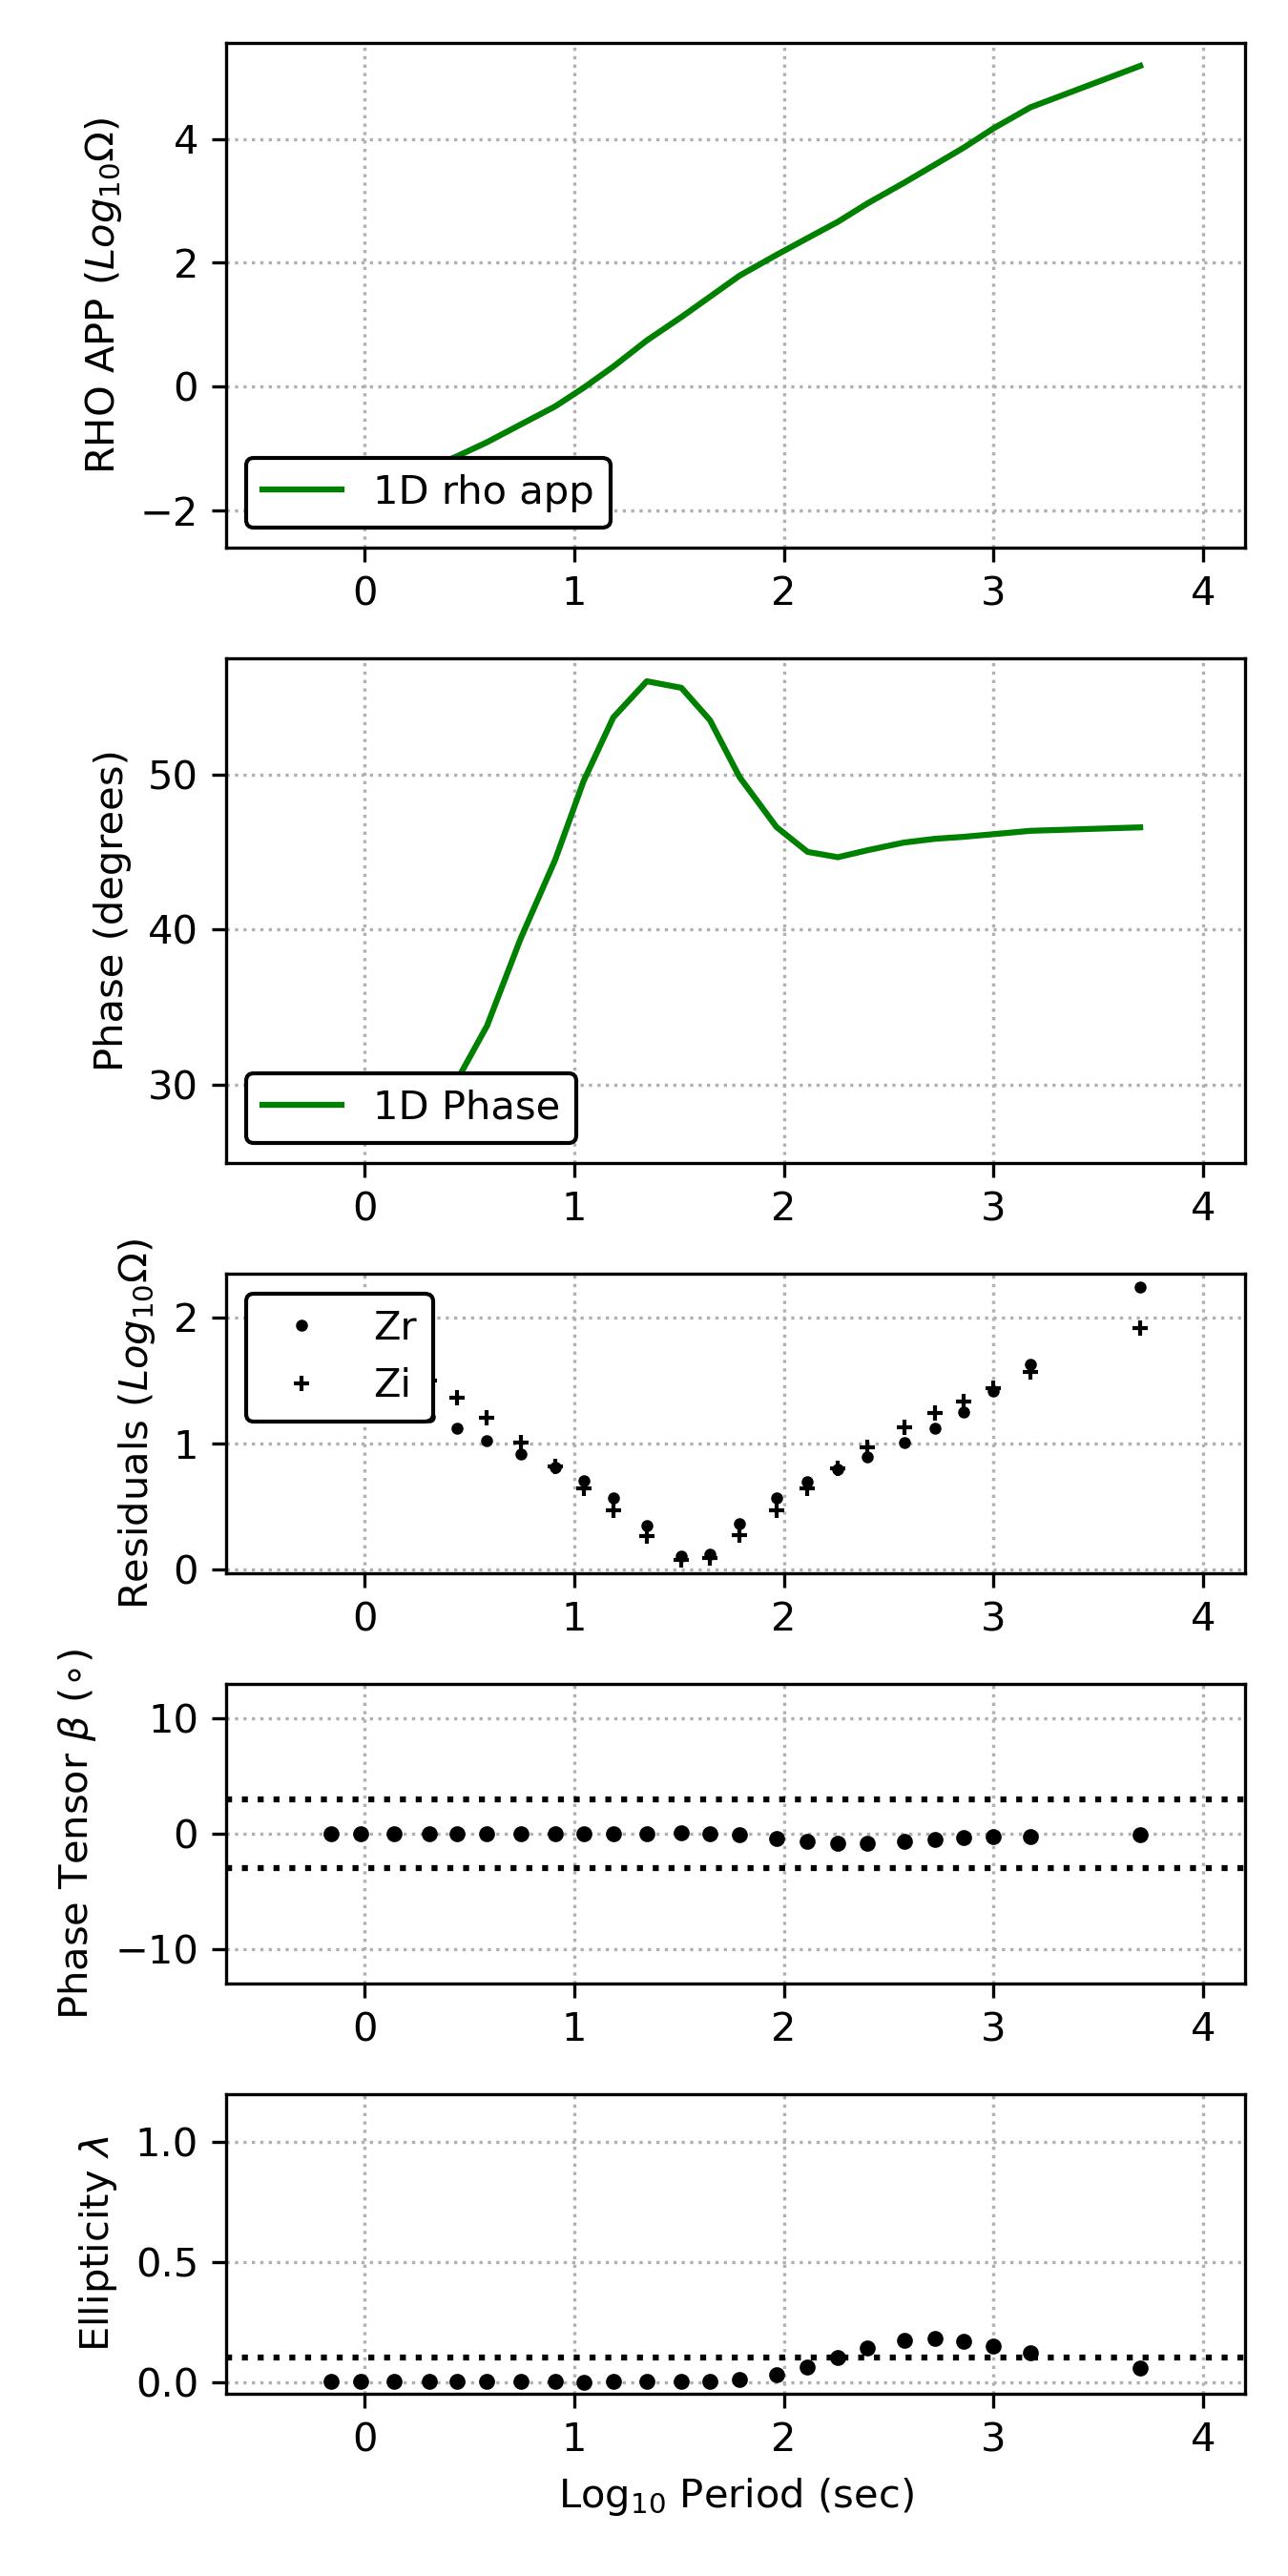 RHO APP (Log₁₀Ω)
4
2
0
−2
1D rho app
0 1 2 3 4
Phase (degrees)
50
40
30
1D Phase
0 1 2 3 4
Residuals (Log₁₀Ω)
2
1
0
Zr
Zi
0 1 2 3 4
Phase Tensor β (∘)
10
0
−10
0 1 2 3 4
Ellipticity λ
1.0
0.5
0.0
0 1 2 3 4
Log₁₀ Period (sec)